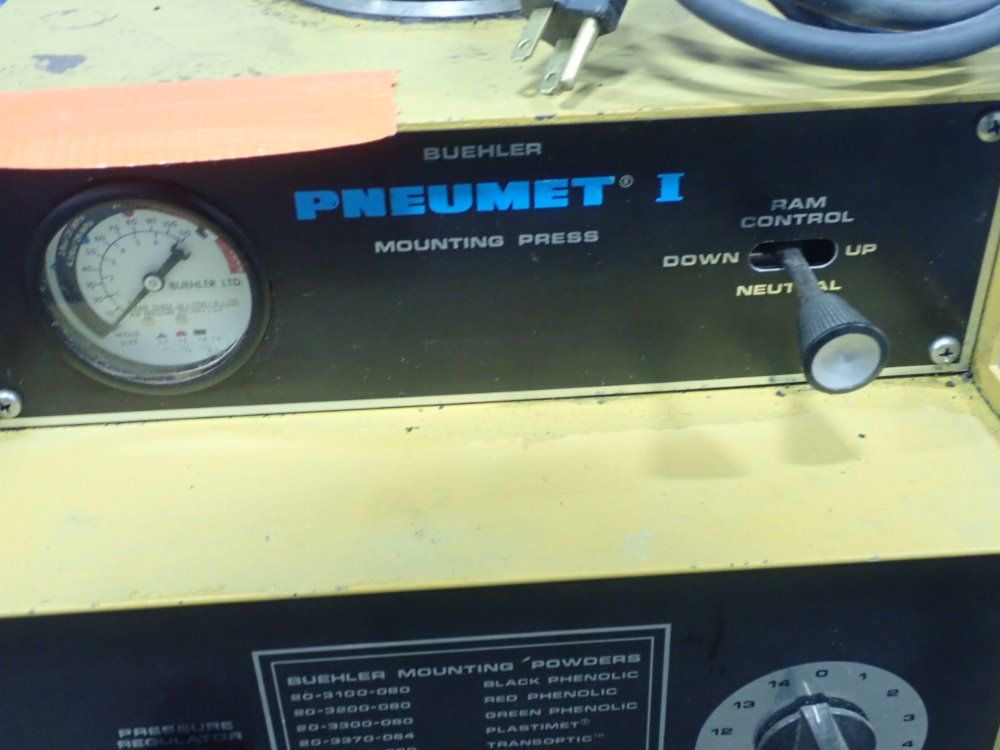 BUEHLER
PNEUMET® I
MOUNTING PRESS
RAM
CONTROL
DOWN
UP
NEUTRAL
BUEHLER LTD.
BUEHLER MOUNTING POWDERS
20-3100-080 BLACK PHENOLIC
20-3200-080 RED PHENOLIC
20-3300-080 GREEN PHENOLIC
20-3370-064 PLASTIMET®
TRANSOPTIC™
PRESSURE
REGULATOR
14 0 1
13 2
12 3
4